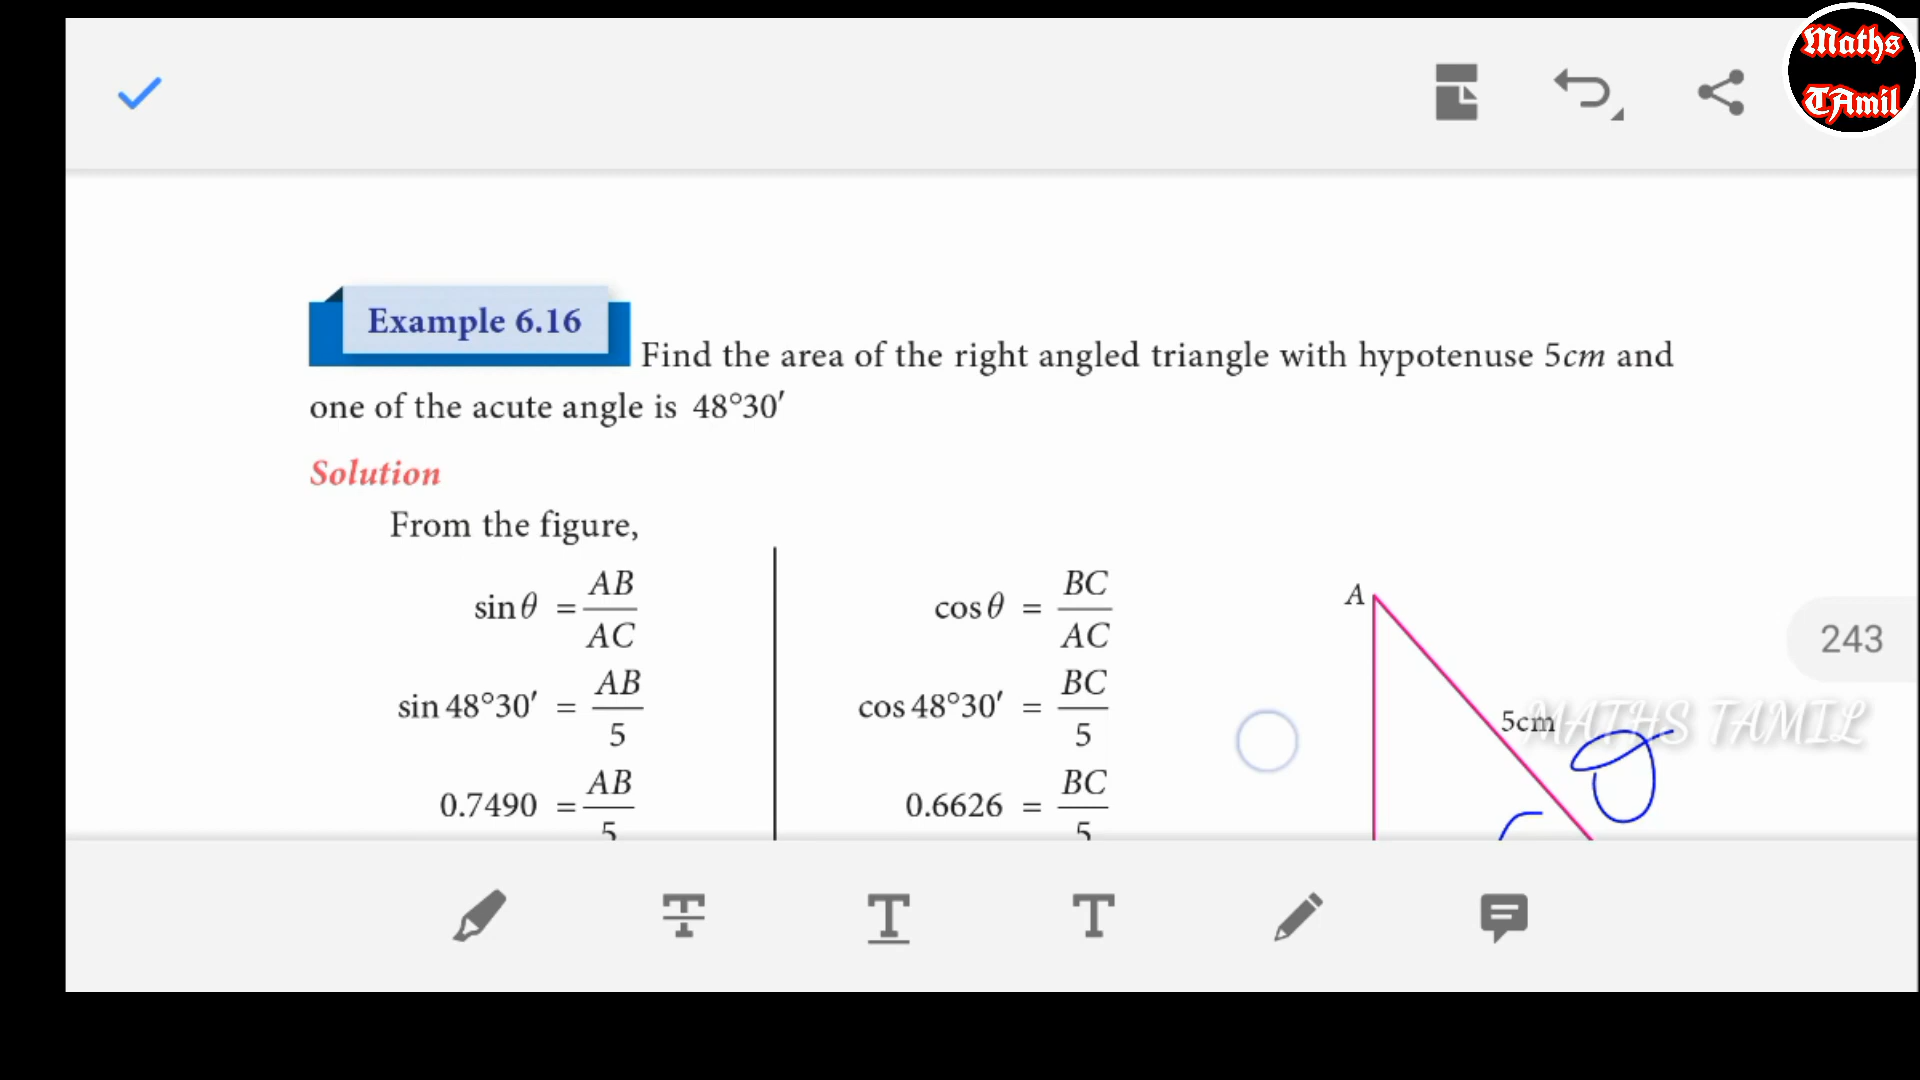 Maths
TAmil
Example 6.16
Find the area of the right angled triangle with hypotenuse 5cm and
one of the acute angle is 48°30′
Solution
From the figure,
sin θ = AB/AC
cos θ = BC/AC
A
243
sin 48°30′ = AB/5
cos 48°30′ = BC/5
5cm
MATHS TAMIL
0.7490 = AB/5
0.6626 = BC/5